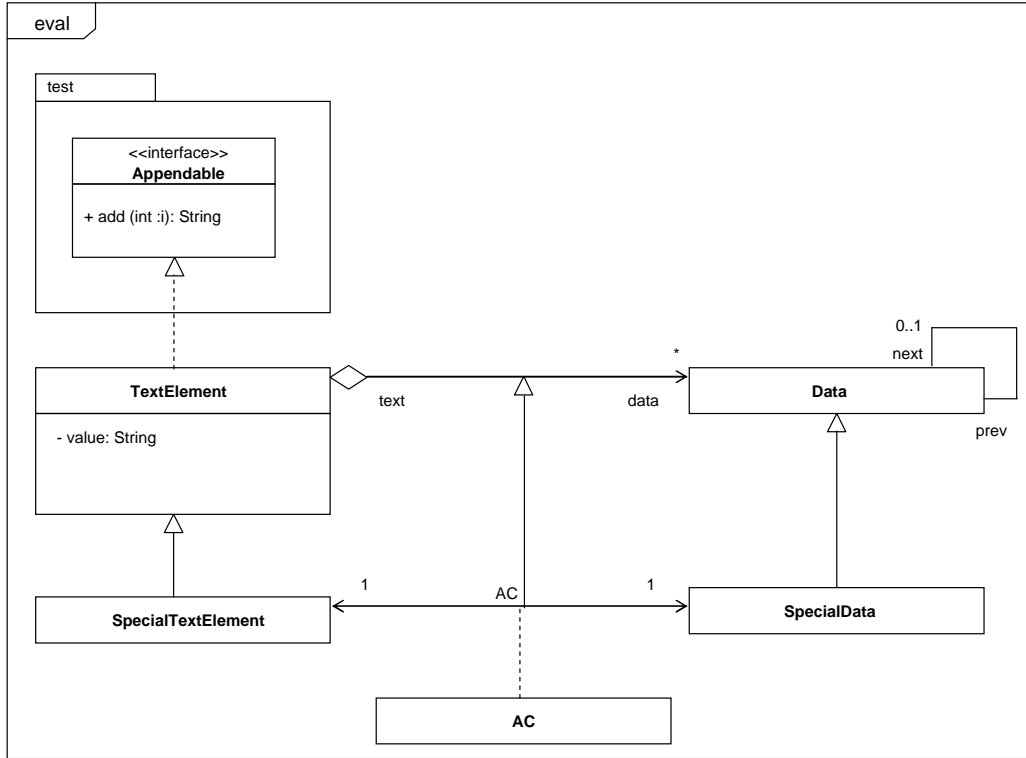 eval
test
<<interface>>
Appendable
+ add (int :i): String
0..1
next
TextElement
*
text
data
Data
prev
- value: String
1
AC
1
SpecialTextElement
SpecialData
AC